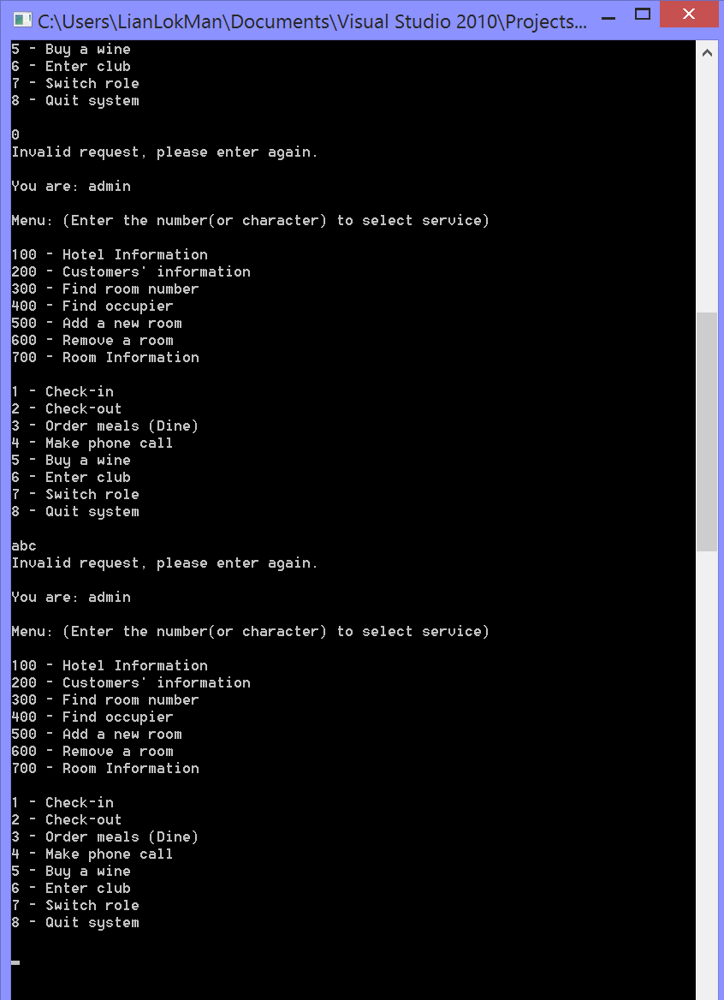 C:\Users\LianLokMan\Documents\Visual Studio 2010\Projects...
5 - Buy a wine
6 - Enter club
7 - Switch role
8 - Quit system
0
Invalid request, please enter again.
You are: admin
Menu: (Enter the number(or character) to select service)
100 - Hotel Information
200 - Customers' information
300 - Find room number
400 - Find occupier
500 - Add a new room
600 - Remove a room
700 - Room Information
1 - Check-in
2 - Check-out
3 - Order meals (Dine)
4 - Make phone call
5 - Buy a wine
6 - Enter club
7 - Switch role
8 - Quit system
abc
Invalid request, please enter again.
You are: admin
Menu: (Enter the number(or character) to select service)
100 - Hotel Information
200 - Customers' information
300 - Find room number
400 - Find occupier
500 - Add a new room
600 - Remove a room
700 - Room Information
1 - Check-in
2 - Check-out
3 - Order meals (Dine)
4 - Make phone call
5 - Buy a wine
6 - Enter club
7 - Switch role
8 - Quit system